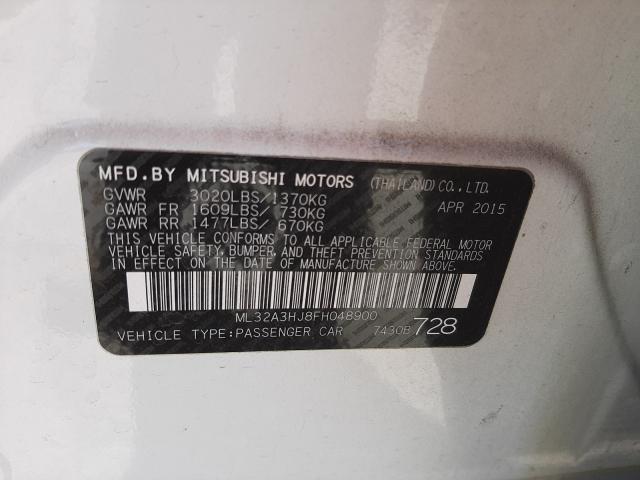 MFD.BY MITSUBISHI MOTORS (THAILAND) CO.,LTD.
GVWR 3020LBS/1370KG APR 2015
GAWR FR 1609LBS/ 730KG
GAWR RR 1477LBS/ 670KG
THIS VEHICLE CONFORMS TO ALL APPLICABLE FEDERAL MOTOR
VEHICLE SAFETY, BUMPER, AND THEFT PREVENTION STANDARDS
IN EFFECT ON THE DATE OF MANUFACTURE SHOWN ABOVE.
ML32A3HJ8FH048900
VEHICLE TYPE:PASSENGER CAR 7430B 728